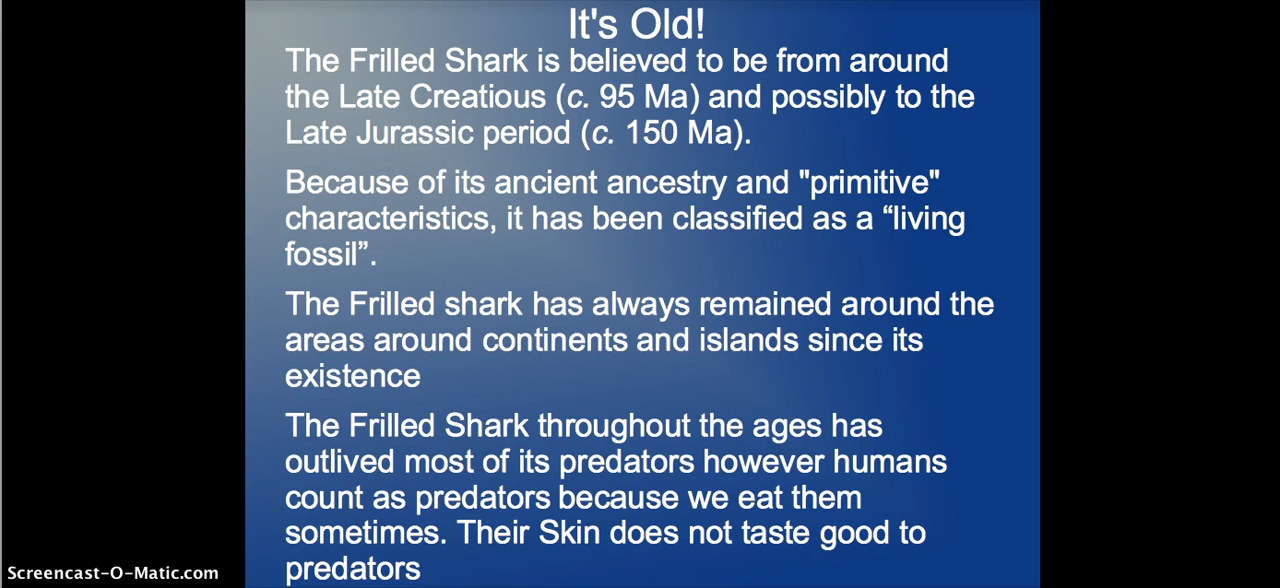 It's Old!
The Frilled Shark is believed to be from around
the Late Creatious (c. 95 Ma) and possibly to the
Late Jurassic period (c. 150 Ma).
Because of its ancient ancestry and "primitive"
characteristics, it has been classified as a “living
fossil”.
The Frilled shark has always remained around the
areas around continents and islands since its
existence
The Frilled Shark throughout the ages has
outlived most of its predators however humans
count as predators because we eat them
sometimes. Their Skin does not taste good to
predators
Screencast-O-Matic.com